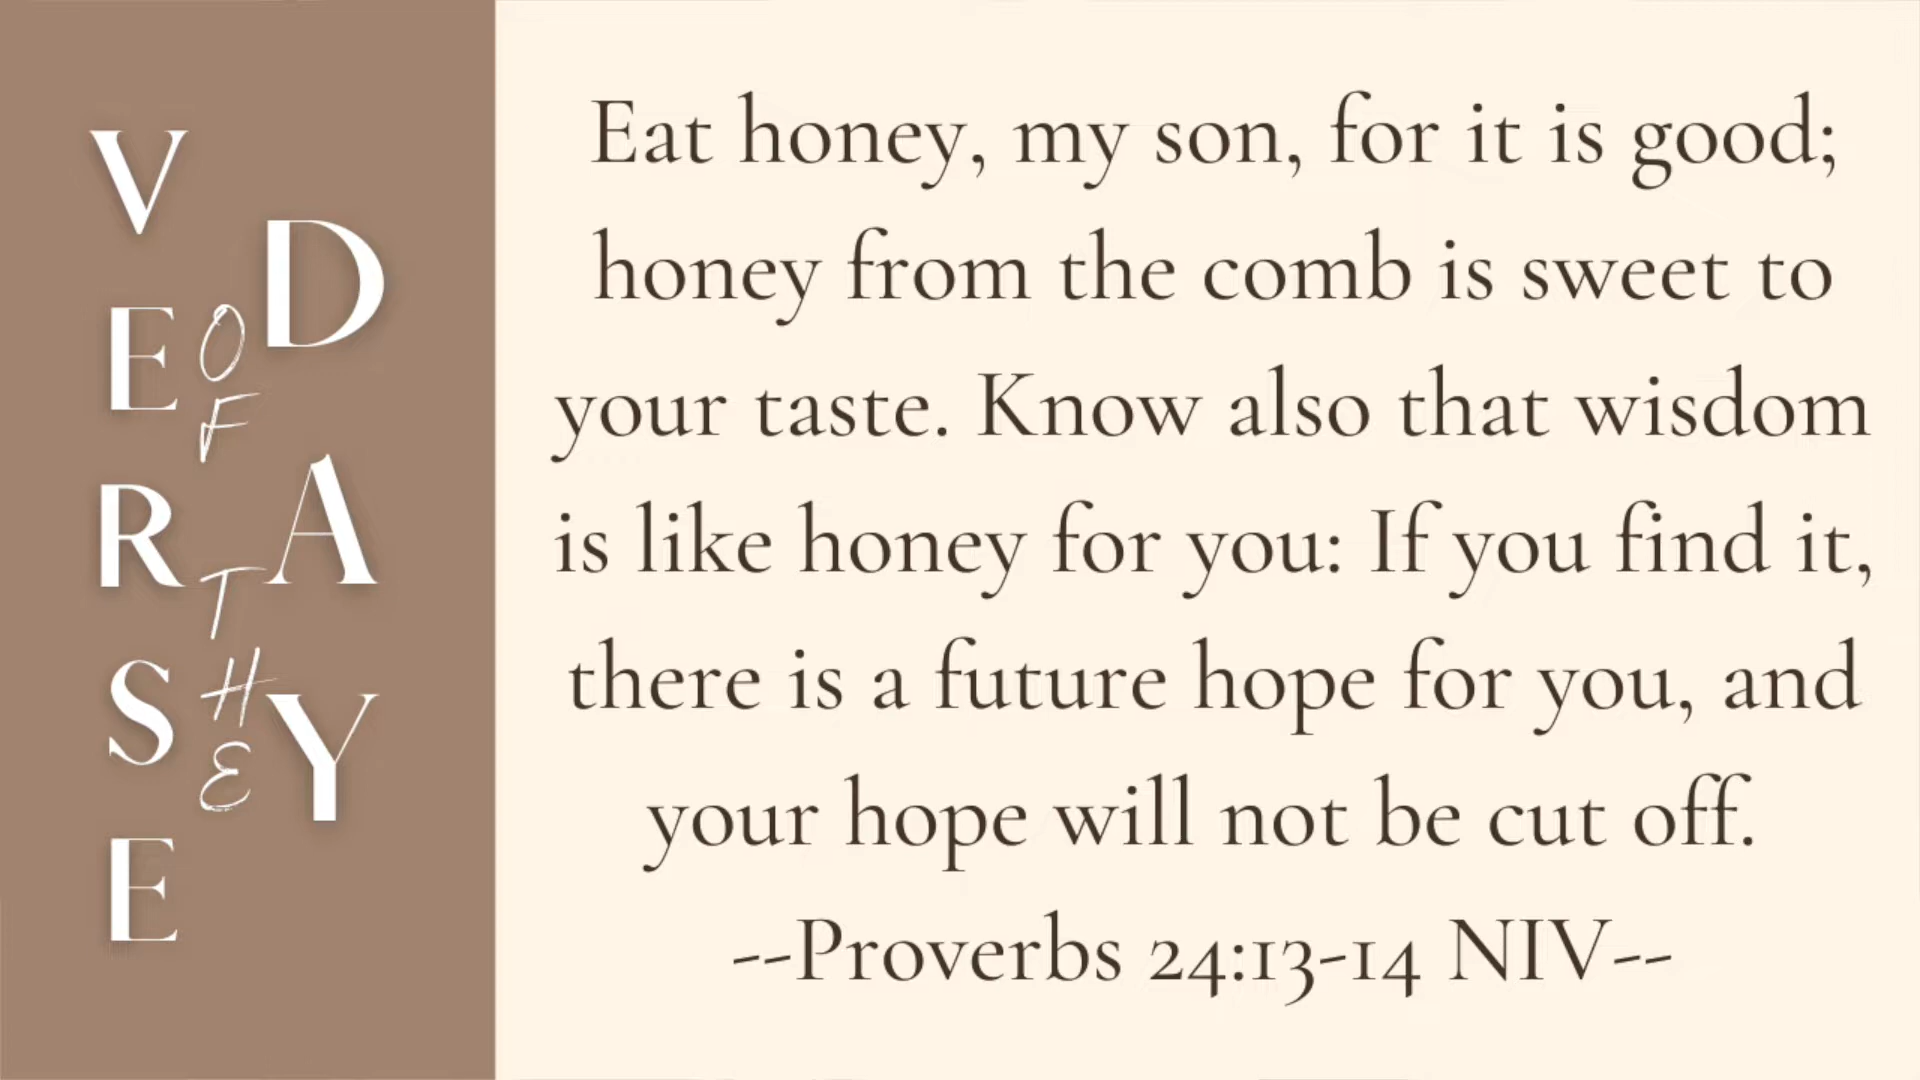 VERSE
OF
THE
DAY
Eat honey, my son, for it is good;
honey from the comb is sweet to
your taste. Know also that wisdom
is like honey for you: If you find it,
there is a future hope for you, and
your hope will not be cut off.
--Proverbs 24:13-14 NIV--